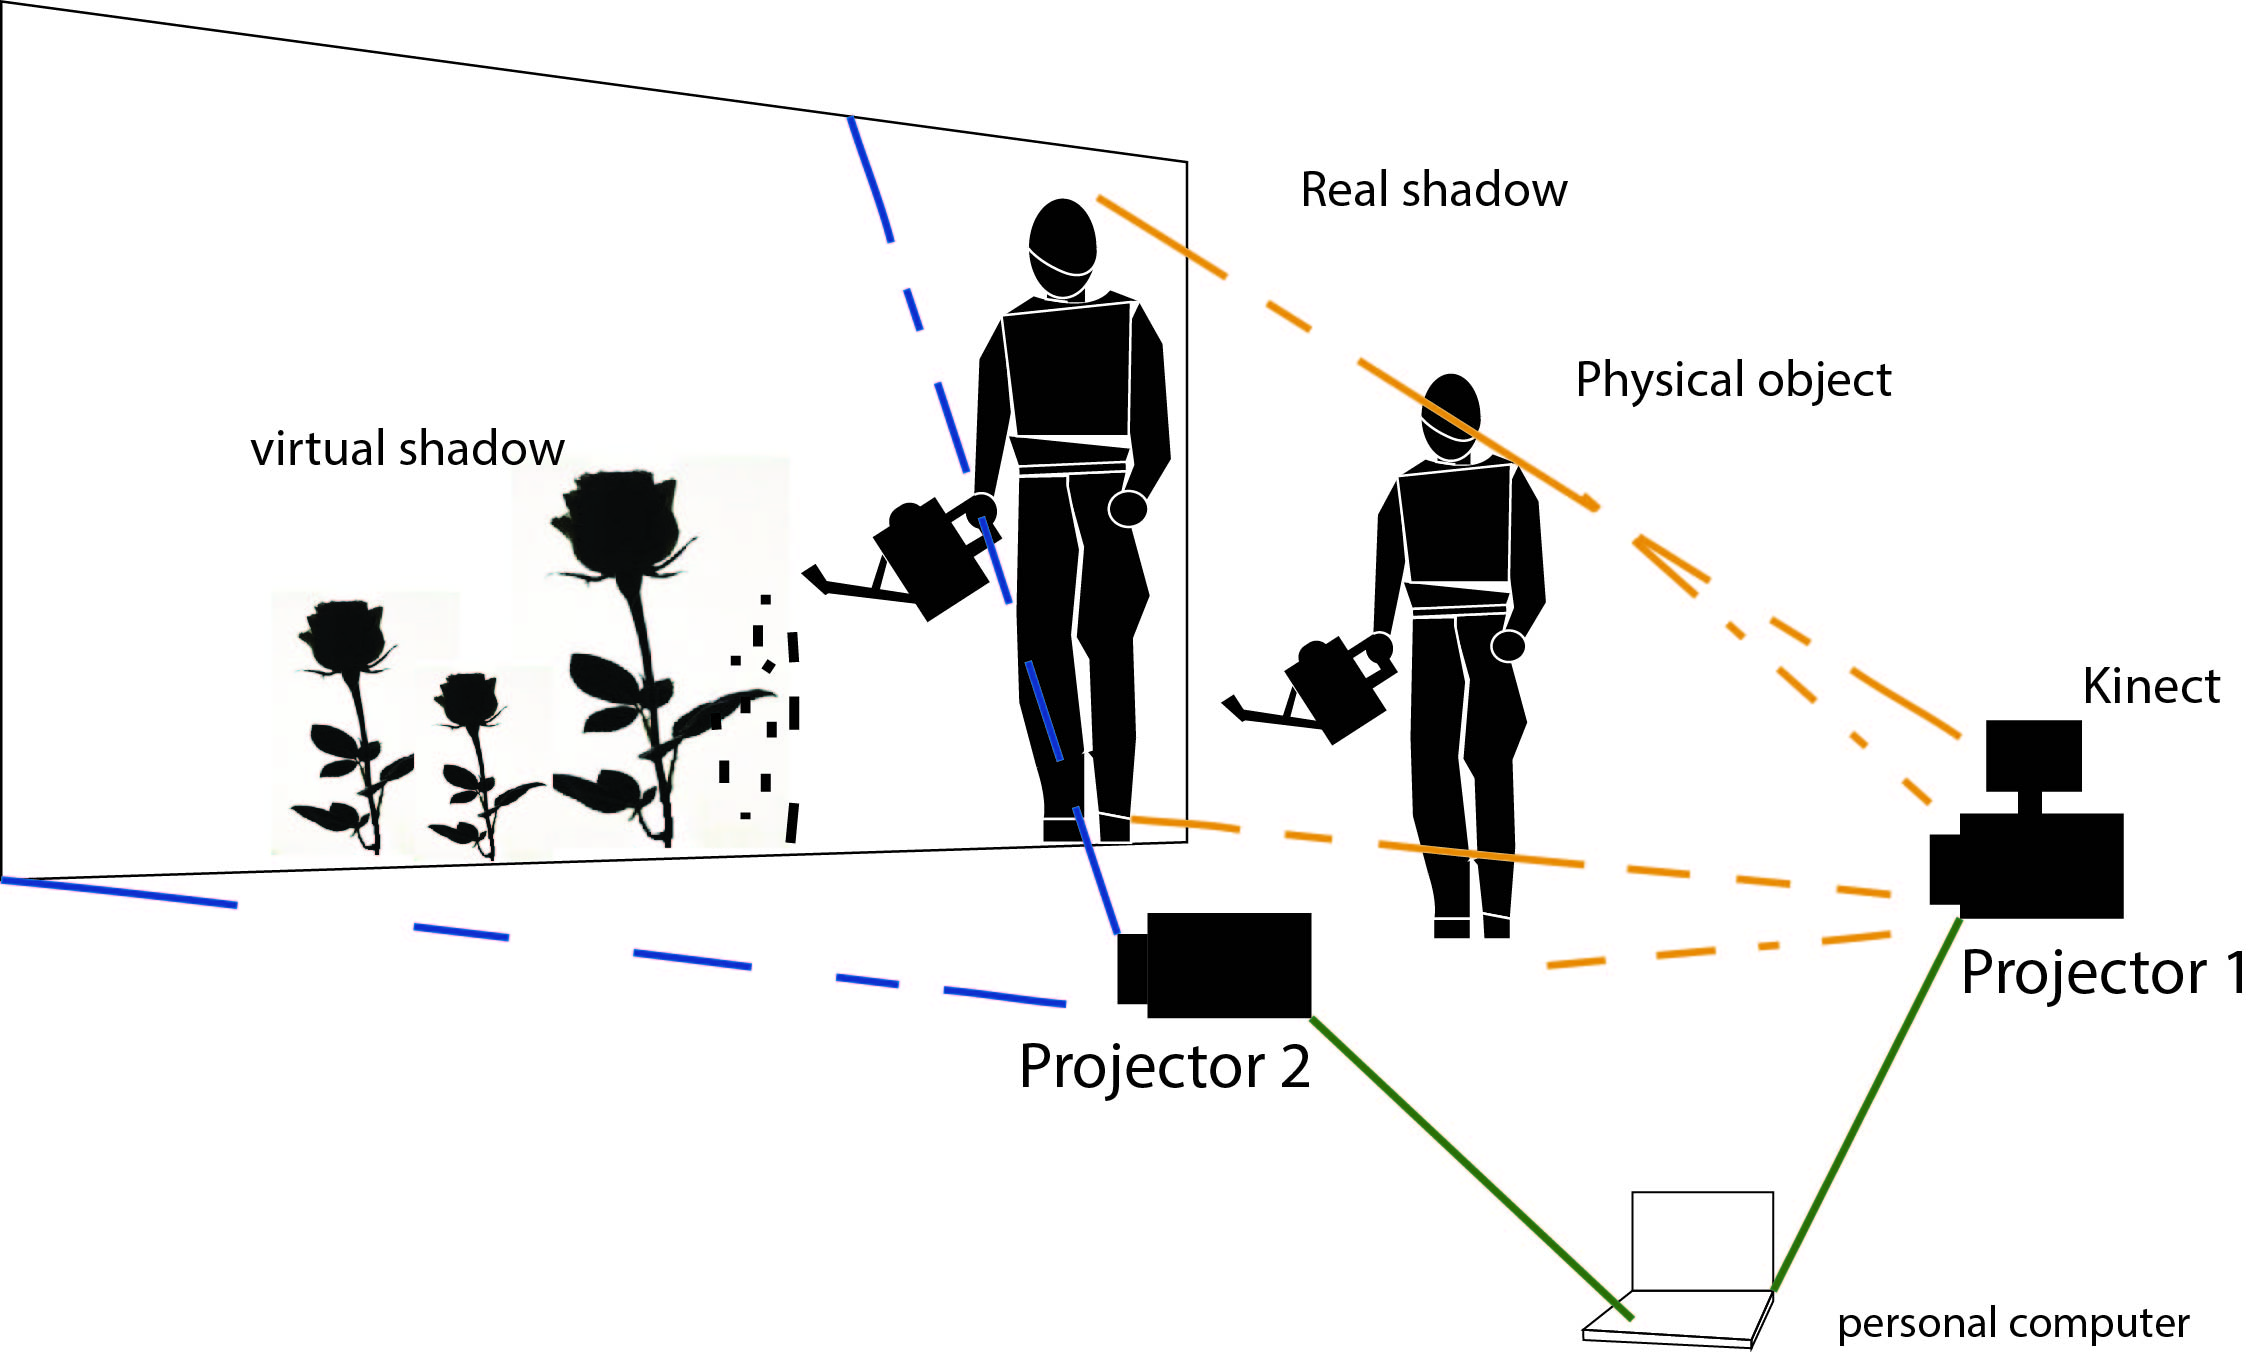 Real shadow
Physical object
virtual shadow
Kinect
Projector 1
Projector 2
personal computer